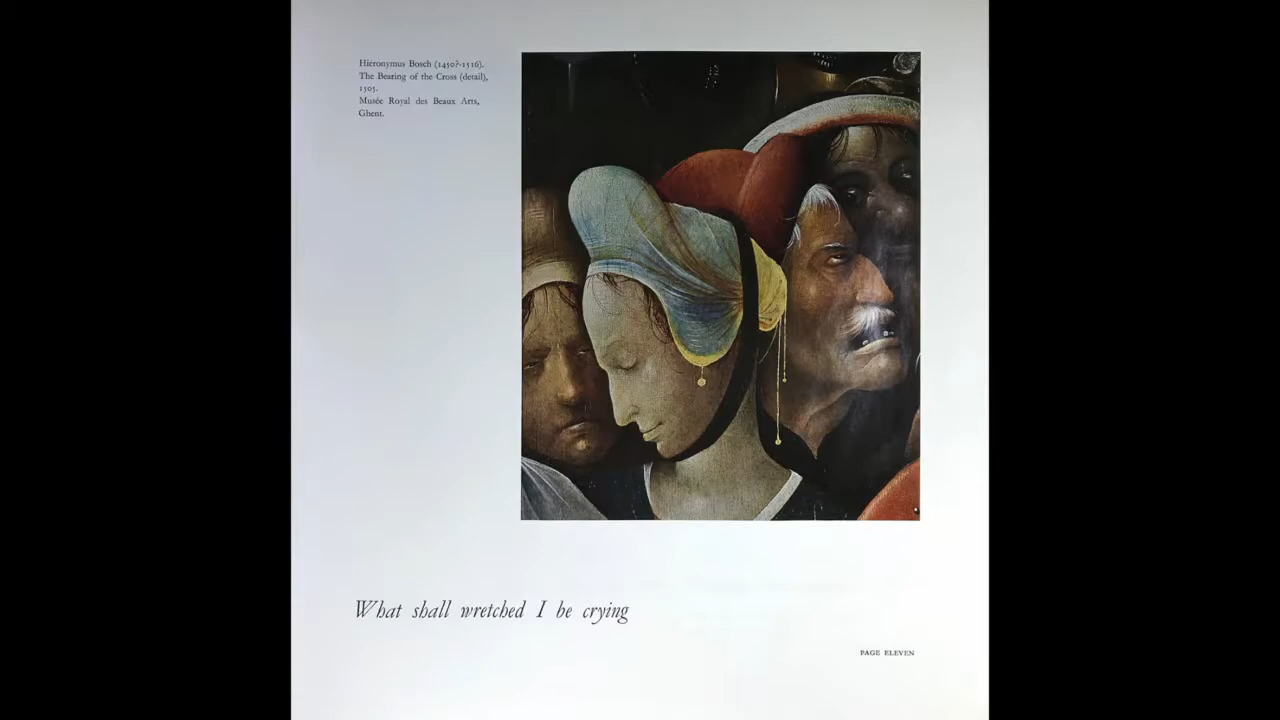 Hieronymus Bosch (1450?-1516).
The Bearing of the Cross (detail),
1505.
Musée Royal des Beaux Arts,
Ghent.
What shall wretched I be crying
PAGE ELEVEN